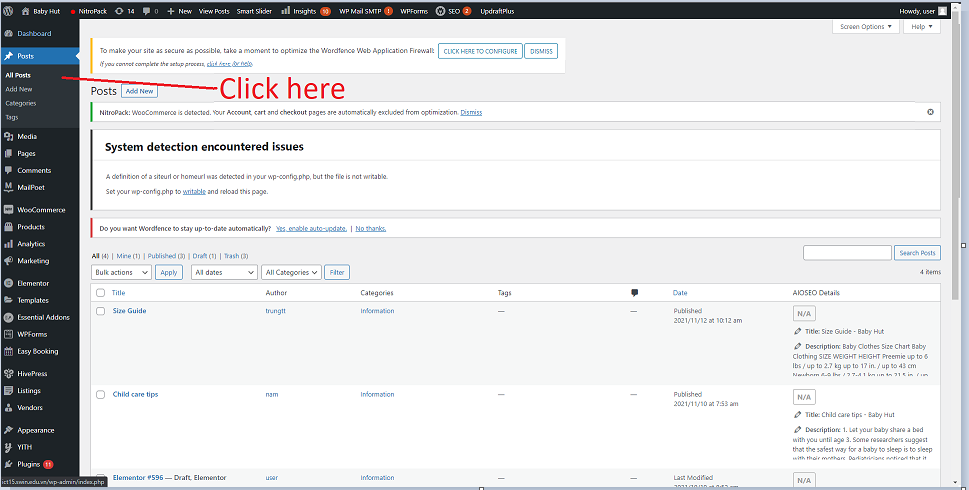 Baby Hut NitroPack 14 0 New View Posts Smart Slider Insights 10 WP Mail SMTP 1 WPForms SEO 2 UpdraftPlus Howdy, user
Screen Options Help
Dashboard
Posts
All Posts
Add New
Categories
Tags
Media
Pages
Comments
MailPoet
WooCommerce
Products
Analytics
Marketing
Elementor
Templates
Essential Addons
WPForms
Easy Booking
HivePress
Listings
Vendors
Appearance
YITH
Plugins 11
ict15.swin.edu.vn/wp-admin/index.php
To make your site as secure as possible, take a moment to optimize the Wordfence Web Application Firewall: CLICK HERE TO CONFIGURE DISMISS
If you cannot complete the setup process, click here for help.
Click here
Posts Add New
NitroPack: WooCommerce is detected. Your Account, cart and checkout pages are automatically excluded from optimization. Dismiss
System detection encountered issues
A definition of a siteurl or homeurl was detected in your wp-config.php, but the file is not writable.
Set your wp-config.php to writable and reload this page.
Do you want Wordfence to stay up-to-date automatically? Yes, enable auto-update. | No thanks.
All (4) | Mine (1) | Published (3) | Draft (1) | Trash (3)
Search Posts
Bulk actions Apply All dates All Categories Filter
4 items
Title Author Categories Tags Date AIOSEO Details
Size Guide trungtt Information — — Published
2021/11/12 at 10:12 am
N/A
Title: Size Guide - Baby Hut
Description: Baby Clothes Size Chart Baby
Clothing SIZE WEIGHT HEIGHT Preemie up to 6
lbs / up to 2.7 kg up to 17 in. / up to 43 cm
Newborn 6-9 lbs / 2.7-4.1 kg up to 21.5 in. / up
Child care tips nam Information — — Published
2021/11/10 at 7:53 am
N/A
Title: Child care tips - Baby Hut
Description: 1. Let your baby share a bed
with you until age 3. Some researchers suggest
that the safest way for a baby to sleep is to sleep
with their mothers. Pediatricians noticed that it
Elementor #596 — Draft, Elementor user Information — — Last Modified
N/A